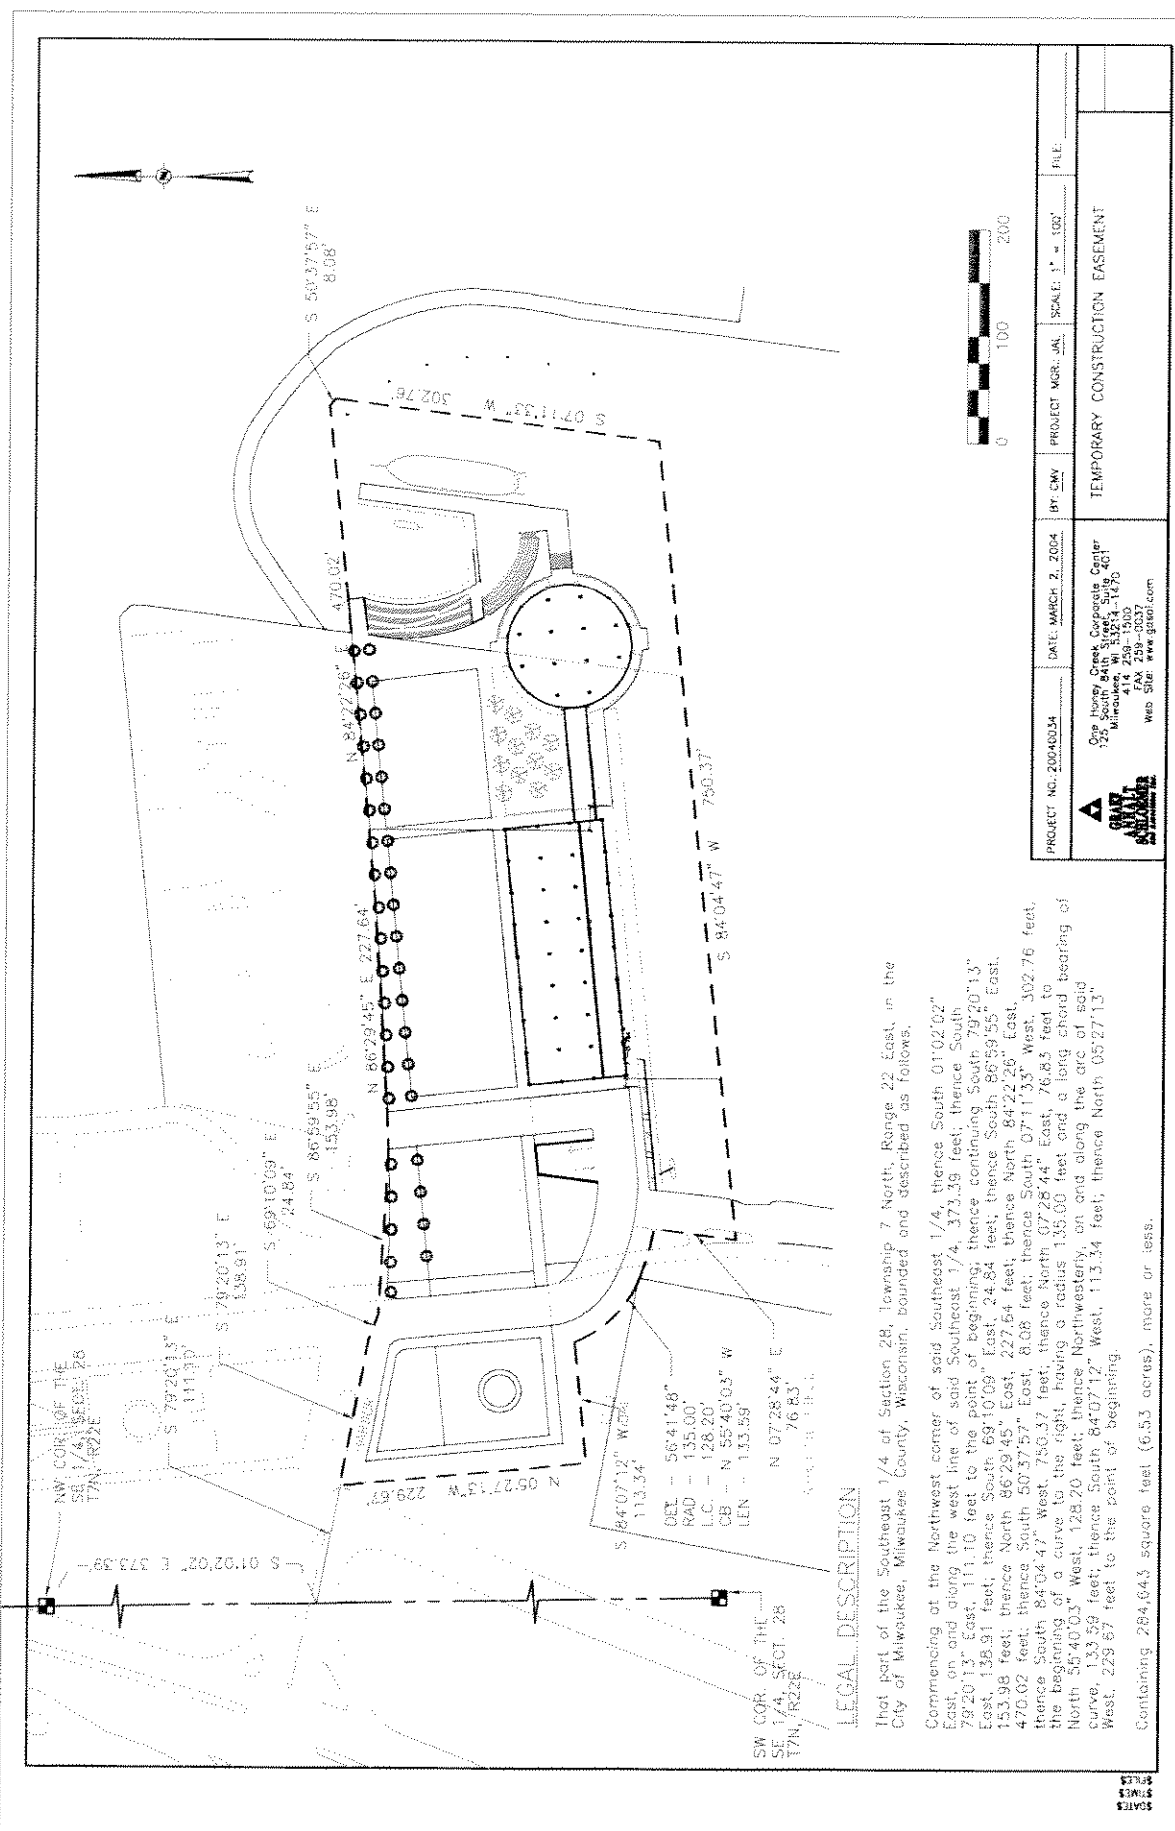 NW. COR. OF THE
SE 1/4, SECT. 28
T7N, R22E
S 01°02'02" E 373.39'
S 79°20'13" E
111.10'
S 79°20'13" E
138.91'
S 69°10'09" E
24.84'
S 86°59'55" E
153.98'
N 86°29'45" E 227.64'
N 84°22'26" E 470.02'
S 50°37'57" E
8.08'
S 07°11'33" W 302.76'
S 84°04'47" W 760.37'
N 05°27'13" W 229.67'
S 84°07'12" W
113.34'
DEL - 56°41'48"
RAD - 135.00'
L.C. - 128.20'
CB - N 55°40'03" W
LEN - 133.59'
N 07°28'44" E
76.83'
SW COR. OF THE
SE 1/4, SECT. 28
T7N, R22E
0 100 200
LEGAL DESCRIPTION
That part of the Southeast 1/4 of Section 28, Township 7 North, Range 22 East, in the
City of Milwaukee, Milwaukee County, Wisconsin, bounded and described as follows:
Commencing at the Northwest corner of said Southeast 1/4, thence South 01°02'02"
East, on and along the west line of said Southeast 1/4, 373.39 feet; thence South
79°20'13" East, 111.10 feet to the point of beginning; thence continuing South 79°20'13"
East, 138.91 feet; thence South 69°10'09" East, 24.84 feet; thence South 86°59'55" East,
153.98 feet; thence North 86°29'45" East, 227.64 feet; thence North 84°22'26" East,
470.02 feet; thence South 50°37'57" East, 8.08 feet; thence South 07°11'33" West, 302.76 feet,
thence South 84°04'47" West, 760.37 feet; thence North 07°28'44" East, 76.83 feet to
the beginning of a curve to the right, having a radius 135.00 feet and a long chord bearing of
North 55°40'03" West, 128.20 feet; thence Northwesterly, on and along the arc of said
curve, 133.59 feet; thence South 84°07'12" West, 113.34 feet; thence North 05°27'13"
West, 229.67 feet to the point of beginning.
Containing 284,643 square feet (6.53 acres), more or less.
PROJECT NO. 20040034 DATE: MARCH 2, 2004 BY: CMV PROJECT MGR.: JAL SCALE: 1" = 100' FILE:
GRAEF
ANHALT
SCHLOEMER
and Associates Inc.
One Honey Creek Corporate Center
125 South 84th Street, Suite 401
Milwaukee, WI 53214-1470
414 259-1500
FAX 259-0037
Web Site: www.gasai.com
TEMPORARY CONSTRUCTION EASEMENT
$DATE$
$TIME$
$FILE$